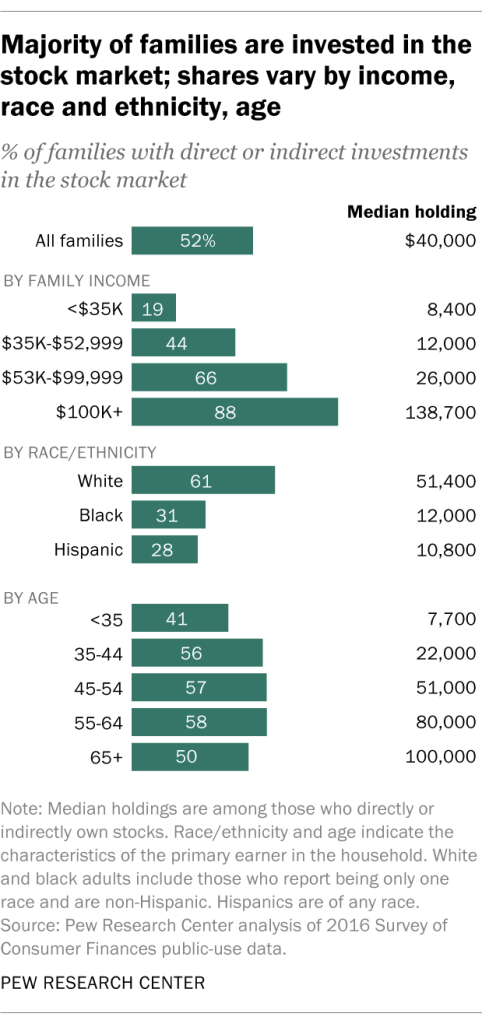 Majority of families are invested in the
stock market; shares vary by income,
race and ethnicity, age
% of families with direct or indirect investments
in the stock market
Median holding
All families 52% $40,000
BY FAMILY INCOME
<$35K 19 8,400
$35K-$52,999 44 12,000
$53K-$99,999 66 26,000
$100K+ 88 138,700
BY RACE/ETHNICITY
White 61 51,400
Black 31 12,000
Hispanic 28 10,800
BY AGE
<35 41 7,700
35-44 56 22,000
45-54 57 51,000
55-64 58 80,000
65+ 50 100,000
Note: Median holdings are among those who directly or
indirectly own stocks. Race/ethnicity and age indicate the
characteristics of the primary earner in the household. White
and black adults include those who report being only one
race and are non-Hispanic. Hispanics are of any race.
Source: Pew Research Center analysis of 2016 Survey of
Consumer Finances public-use data.
PEW RESEARCH CENTER